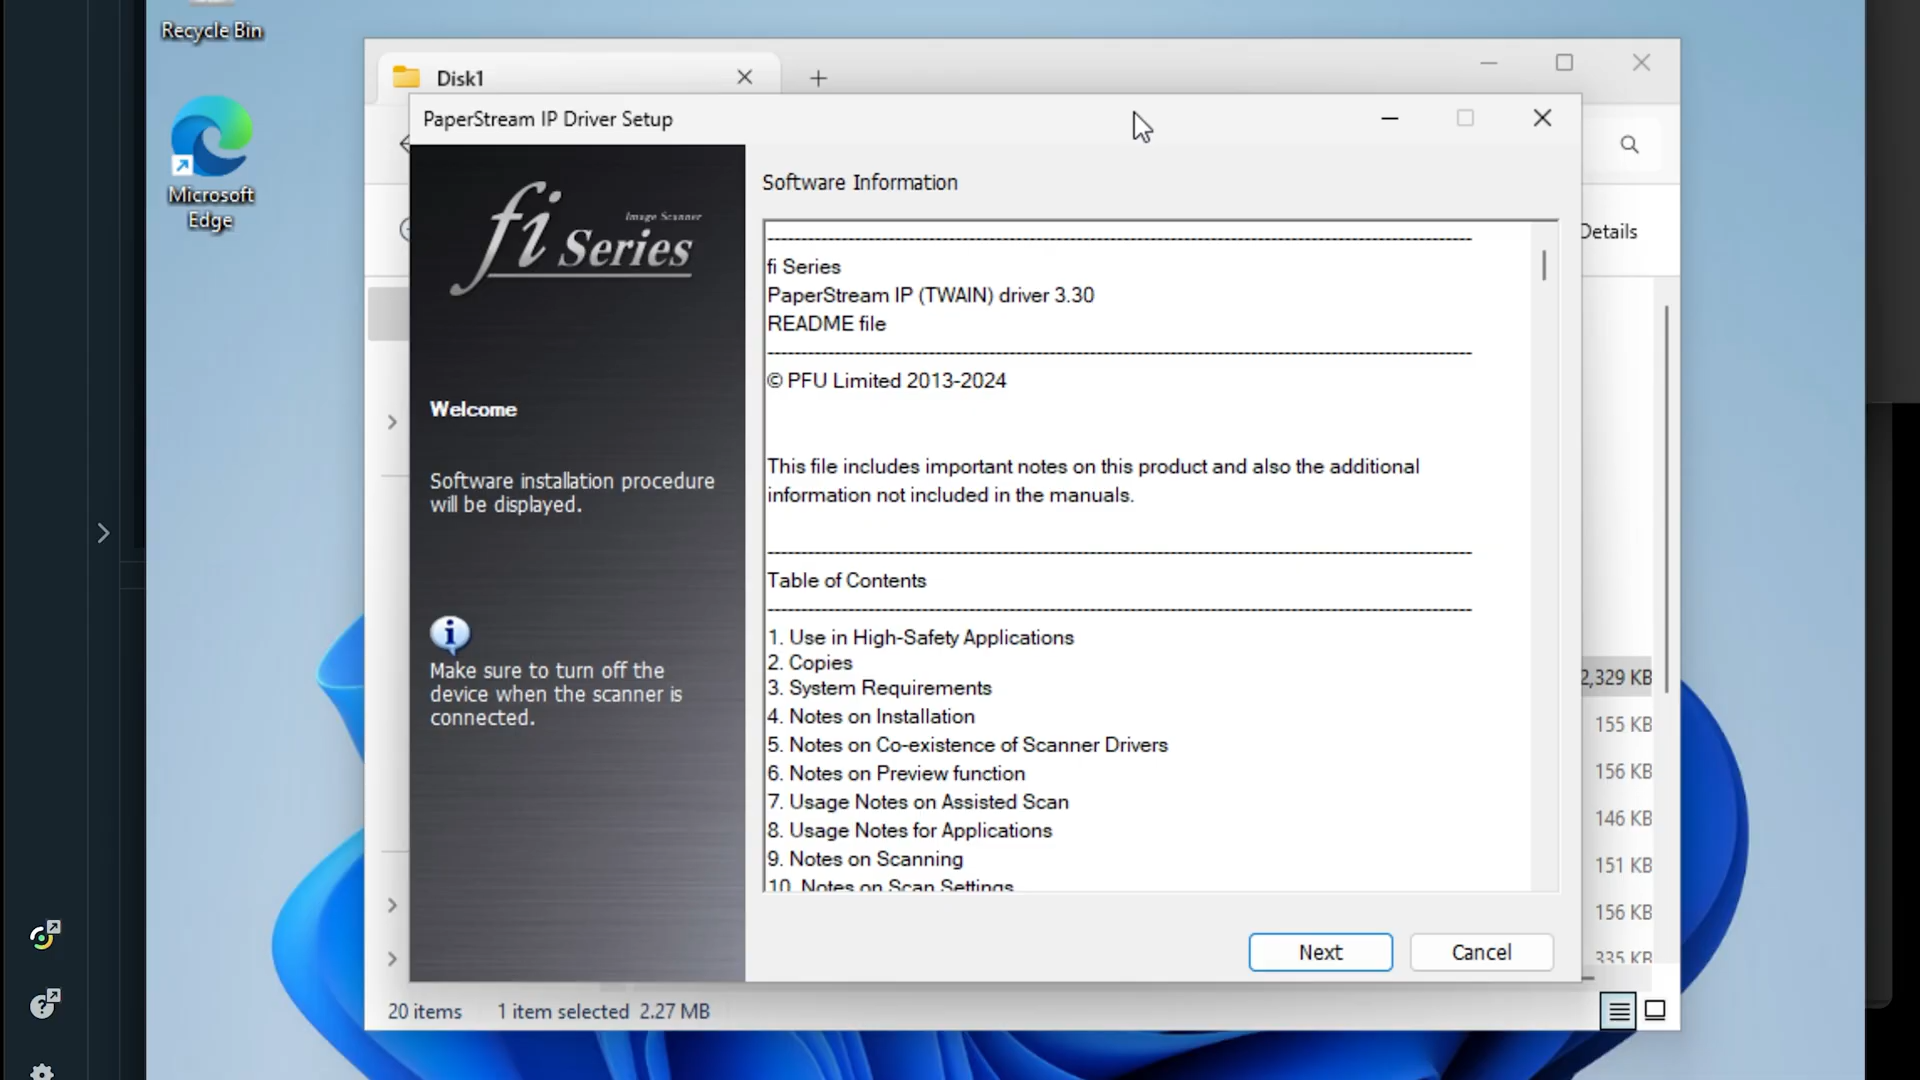 Recycle Bin
Microsoft
Edge
Disk1
PaperStream IP Driver Setup
fi Series
Image Scanner
Welcome
Software installation procedure
will be displayed.
Make sure to turn off the
device when the scanner is
connected.
Software Information
fi Series
PaperStream IP (TWAIN) driver 3.30
README file
© PFU Limited 2013-2024
This file includes important notes on this product and also the additional
information not included in the manuals.
Table of Contents
1. Use in High-Safety Applications
2. Copies
3. System Requirements
4. Notes on Installation
5. Notes on Co-existence of Scanner Drivers
6. Notes on Preview function
7. Usage Notes on Assisted Scan
8. Usage Notes for Applications
9. Notes on Scanning
10. Notes on Scan Settings
Next
Cancel
Details
2,329 KB
155 KB
156 KB
146 KB
151 KB
156 KB
335 KB
20 items
1 item selected 2.27 MB